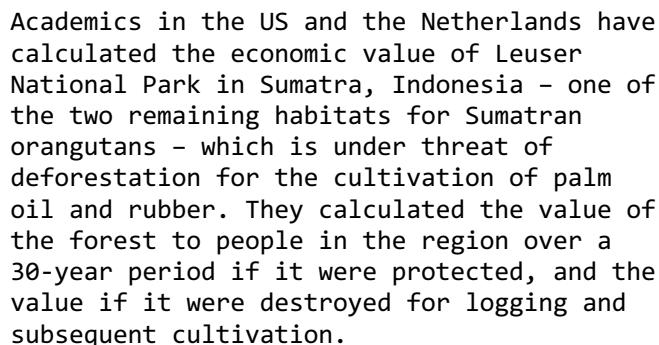 Academics in the US and the Netherlands have
calculated the economic value of Leuser
National Park in Sumatra, Indonesia – one of
the two remaining habitats for Sumatran
orangutans – which is under threat of
deforestation for the cultivation of palm
oil and rubber. They calculated the value of
the forest to people in the region over a
30-year period if it were protected, and the
value if it were destroyed for logging and
subsequent cultivation.